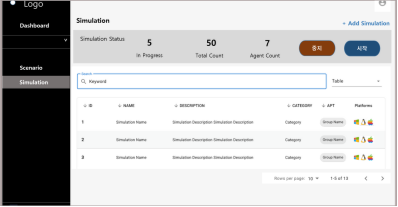 Logo
Dashboard
Scenario
Simulation
Simulation
+ Add Simulation
Simulation Status
5
In Progress
50
Total Count
7
Agent Count
중지
시작
Search
Keyword
Table
ID
NAME
DESCRIPTION
CATEGORY
APT
Platforms
1
Simulation Name
Simulation Description Simulation Description
Category
Group Name
2
Simulation Name
Simulation Description Simulation Description
Category
Group Name
3
Simulation Name
Simulation Description Simulation Description
Category
Group Name
Rows per page: 10
1-5 of 13